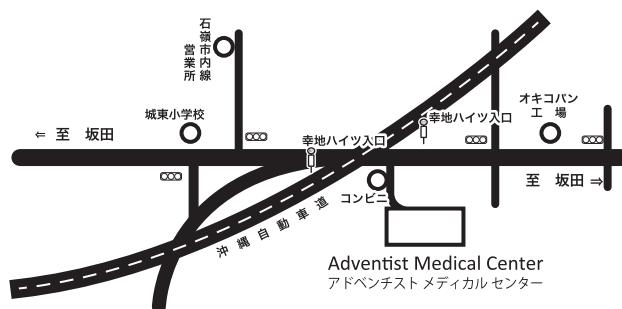 石嶺市内線
営業所
城東小学校
⇐ 至 坂田
幸地ハイツ入口
幸地ハイツ入口
オキコパン
工 場
コンビニ
至 坂田 ⇒
沖縄自動車道
Adventist Medical Center
アドベンチスト メディカル センター